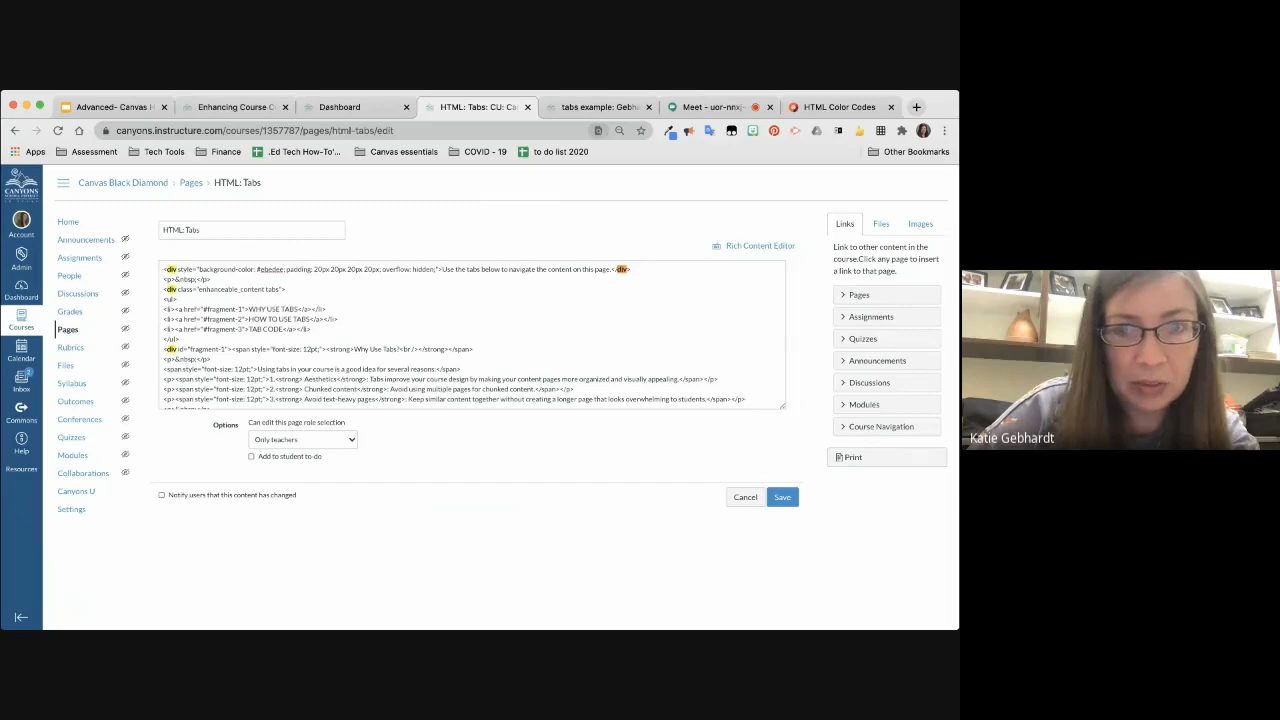 Advanced- Canvas H
Enhancing Course C
Dashboard
HTML: Tabs: CU: Ca
tabs example: Gebh
Meet - uor-nnxj-
HTML Color Codes
canyons.instructure.com/courses/1357787/pages/html-tabs/edit
Apps
Assessment
Tech Tools
Finance
.Ed Tech How-To'...
Canvas essentials
COVID - 19
to do list 2020
Other Bookmarks
CANYONS
Account
Admin
Dashboard
Courses
Calendar
Inbox
Commons
Help
Resources
Canvas Black Diamond > Pages > HTML: Tabs
Home
Announcements
Assignments
People
Discussions
Grades
Pages
Rubrics
Files
Syllabus
Outcomes
Conferences
Quizzes
Modules
Collaborations
Canyons U
Settings
HTML: Tabs
Rich Content Editor
<div style="background-color: #ebedee; padding: 20px 20px 20px 20px; overflow: hidden;">Use the tabs below to navigate the content on this page.</div>
<p>&nbsp;</p>
<div class="enhanceable_content tabs">
<ul>
<li><a href="#fragment-1">WHY USE TABS</a></li>
<li><a href="#fragment-2">HOW TO USE TABS</a></li>
<li><a href="#fragment-3">TAB CODE</a></li>
</ul>
<div id="fragment-1"><span style="font-size: 12pt;"><strong>Why Use Tabs?<br /></strong></span>
<p>&nbsp;</p>
<span style="font-size: 12pt;">Using tabs in your course is a good idea for several reasons:</span>
<p><span style="font-size: 12pt;">1.<strong> Aesthetics</strong>: Tabs improve your course design by making your content pages more organized and visually appealing.</span></p>
<p><span style="font-size: 12pt;">2.<strong> Chunked content</strong>: Avoid using multiple pages for chunked content.</span></p>
<p><span style="font-size: 12pt;">3.<strong> Avoid text-heavy pages</strong>: Keep similar content together without creating a longer page that looks overwhelming to students.</span></p>
Options
Can edit this page role selection
Only teachers
Add to student to-do
Notify users that this content has changed
Cancel
Save
Links
Files
Images
Link to other content in the
course.Click any page to insert
a link to that page.
Pages
Assignments
Quizzes
Announcements
Discussions
Modules
Course Navigation
Print
Katie Gebhardt